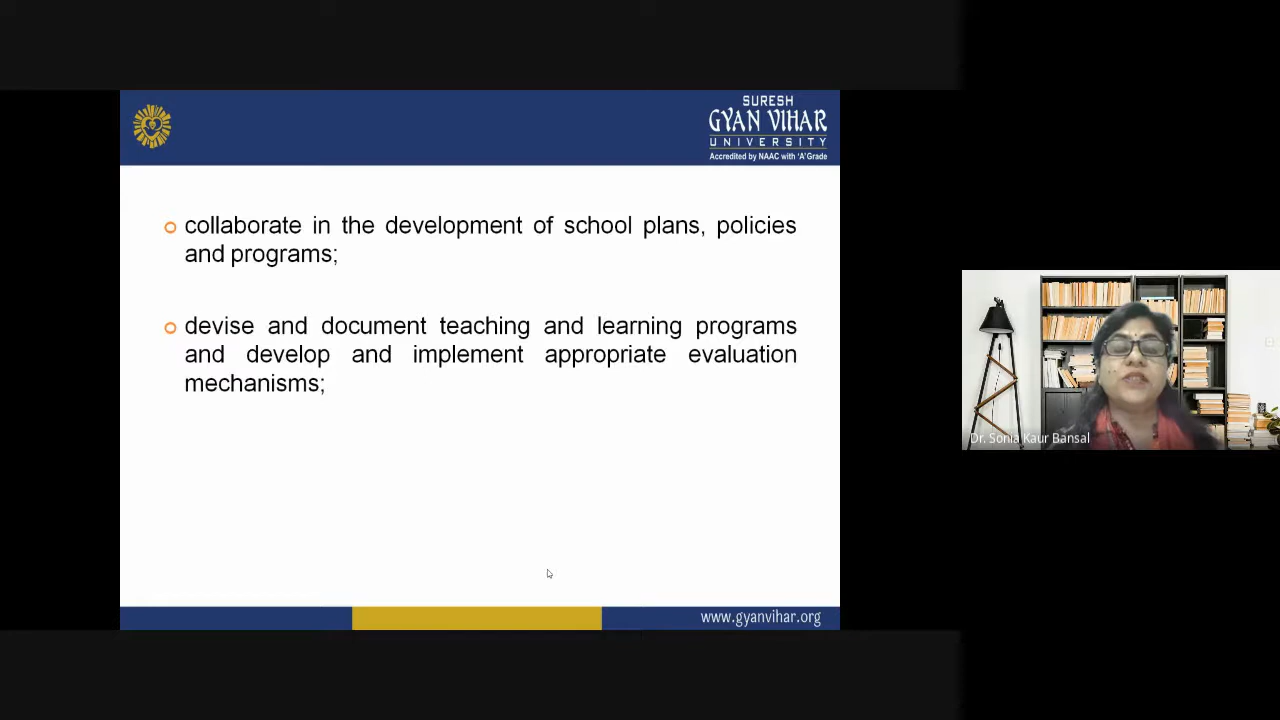 SURESH
GYAN VIHAR
UNIVERSITY
Accredited by NAAC with 'A' Grade
collaborate in the development of school plans, policies
and programs;
devise and document teaching and learning programs
and develop and implement appropriate evaluation
mechanisms;
Dr. Sonia Kaur Bansal
www.gyanvihar.org